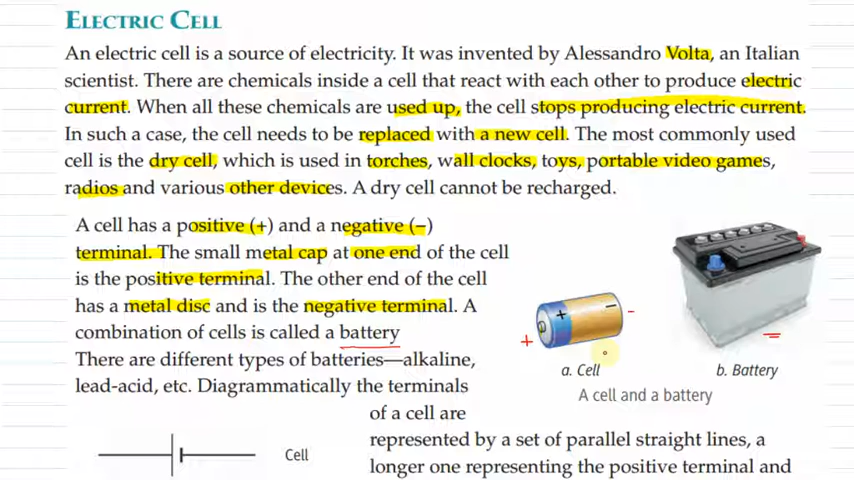 ELECTRIC CELL
An electric cell is a source of electricity. It was invented by Alessandro Volta, an Italian
scientist. There are chemicals inside a cell that react with each other to produce electric
current. When all these chemicals are used up, the cell stops producing electric current.
In such a case, the cell needs to be replaced with a new cell. The most commonly used
cell is the dry cell, which is used in torches, wall clocks, toys, portable video games,
radios and various other devices. A dry cell cannot be recharged.
A cell has a positive (+) and a negative (–)
terminal. The small metal cap at one end of the cell
is the positive terminal. The other end of the cell
has a metal disc and is the negative terminal. A
combination of cells is called a battery
There are different types of batteries—alkaline,
lead-acid, etc. Diagrammatically the terminals
of a cell are
represented by a set of parallel straight lines, a
longer one representing the positive terminal and
+ + – -
a. Cell
b. Battery
A cell and a battery
Cell